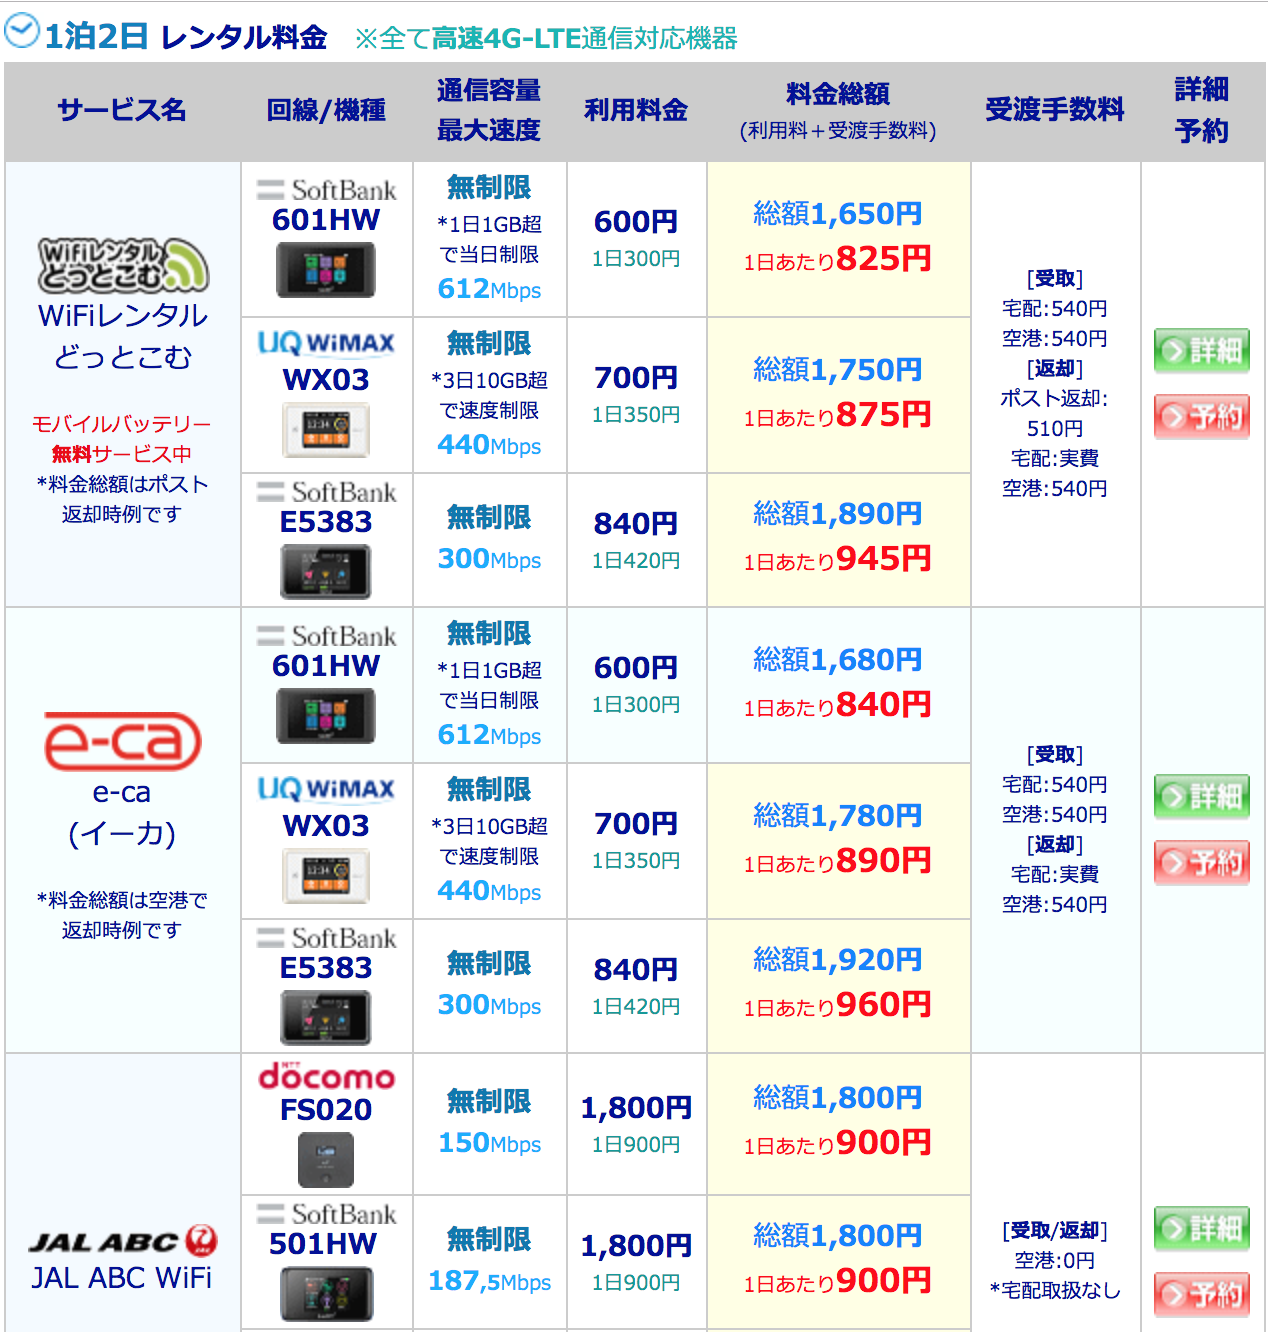 1泊2日 レンタル料金 ※全て高速4G-LTE通信対応機器
サービス名
回線/機種
通信容量
最大速度
利用料金
料金総額
(利用料＋受渡手数料)
受渡手数料
詳細
予約
WiFiレンタル
どっとこむ
WiFiレンタル
どっとこむ
モバイルバッテリー
無料サービス中
*料金総額はポスト
返却時例です
SoftBank
601HW
無制限
*1日1GB超
で当日制限
612Mbps
600円
1日300円
総額1,650円
1日あたり825円
UQ WiMAX
WX03
無制限
*3日10GB超
で速度制限
440Mbps
700円
1日350円
総額1,750円
1日あたり875円
SoftBank
E5383
無制限
300Mbps
840円
1日420円
総額1,890円
1日あたり945円
[受取]
宅配:540円
空港:540円
[返却]
ポスト返却:
510円
宅配:実費
空港:540円
詳細
予約
e-ca
e-ca
(イーカ)
*料金総額は空港で
返却時例です
SoftBank
601HW
無制限
*1日1GB超
で当日制限
612Mbps
600円
1日300円
総額1,680円
1日あたり840円
UQ WiMAX
WX03
無制限
*3日10GB超
で速度制限
440Mbps
700円
1日350円
総額1,780円
1日あたり890円
SoftBank
E5383
無制限
300Mbps
840円
1日420円
総額1,920円
1日あたり960円
[受取]
宅配:540円
空港:540円
[返却]
宅配:実費
空港:540円
詳細
予約
JAL ABC
JAL ABC WiFi
NTT
docomo
FS020
無制限
150Mbps
1,800円
1日900円
総額1,800円
1日あたり900円
SoftBank
501HW
無制限
187,5Mbps
1,800円
1日900円
総額1,800円
1日あたり900円
[受取/返却]
空港:0円
*宅配取扱なし
詳細
予約